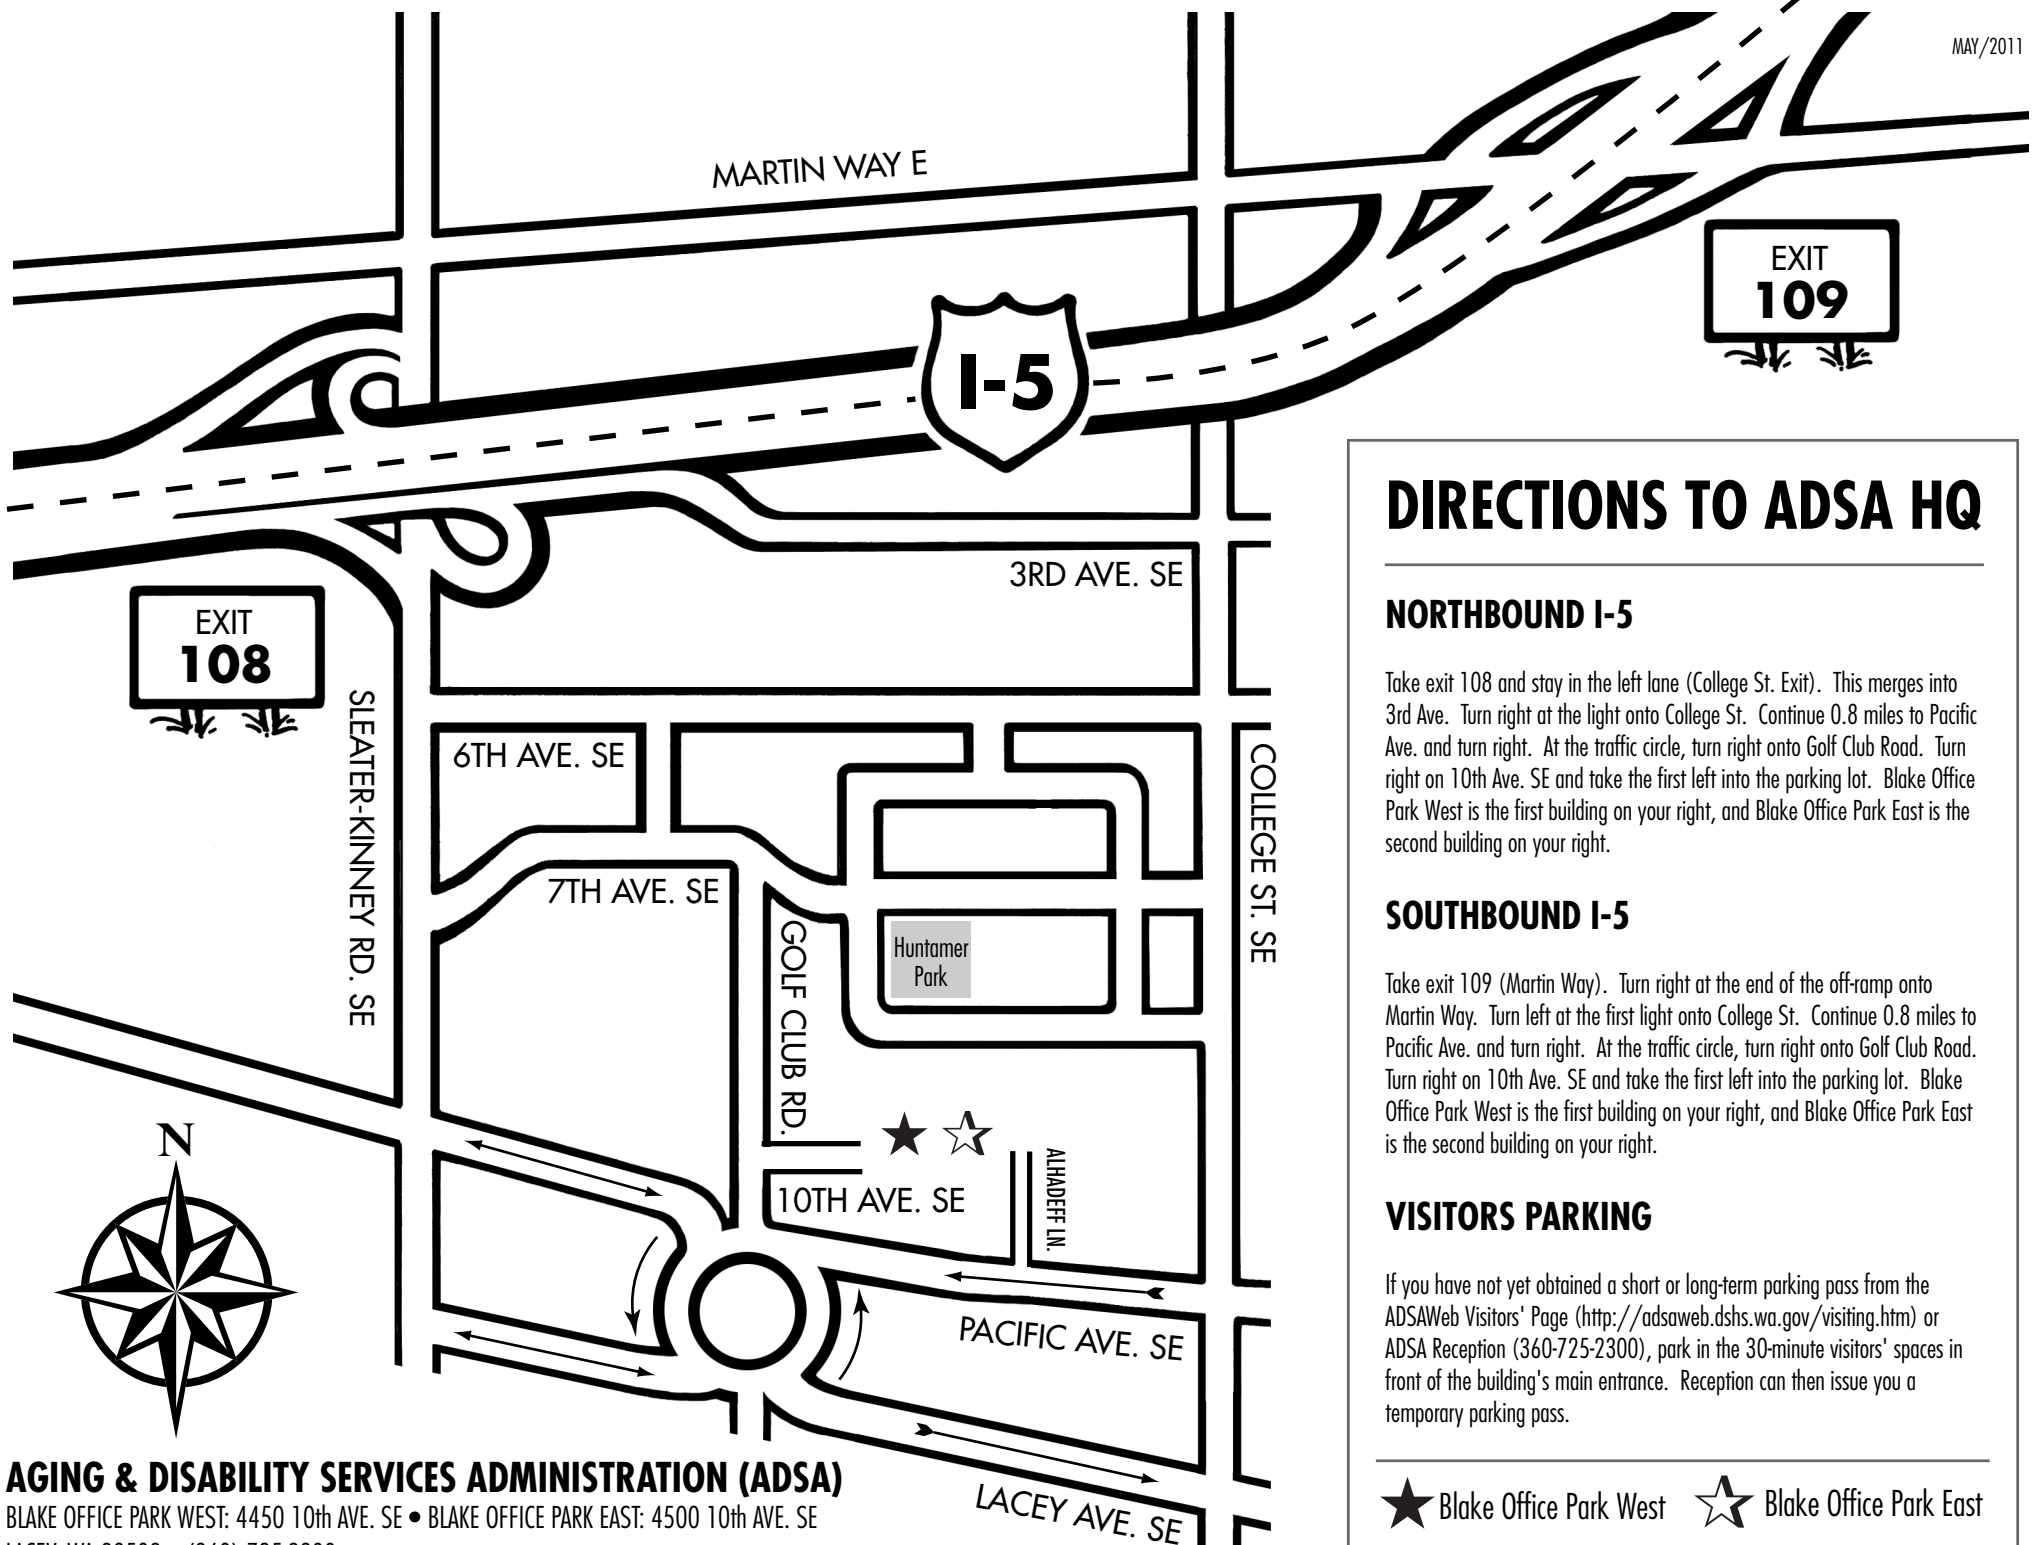 MAY/2011
MARTIN WAY E
EXIT
109
I-5
3RD AVE. SE
EXIT
108
SLEATER-KINNEY RD. SE
6TH AVE. SE
7TH AVE. SE
COLLEGE ST. SE
GOLF CLUB RD.
Huntamer
Park
10TH AVE. SE
ALHADEFF LN.
N
PACIFIC AVE. SE
LACEY AVE. SE
DIRECTIONS TO ADSA HQ
NORTHBOUND I-5
Take exit 108 and stay in the left lane (College St. Exit). This merges into
3rd Ave. Turn right at the light onto College St. Continue 0.8 miles to Pacific
Ave. and turn right. At the traffic circle, turn right onto Golf Club Road. Turn
right on 10th Ave. SE and take the first left into the parking lot. Blake Office
Park West is the first building on your right, and Blake Office Park East is the
second building on your right.
SOUTHBOUND I-5
Take exit 109 (Martin Way). Turn right at the end of the off-ramp onto
Martin Way. Turn left at the first light onto College St. Continue 0.8 miles to
Pacific Ave. and turn right. At the traffic circle, turn right onto Golf Club Road.
Turn right on 10th Ave. SE and take the first left into the parking lot. Blake
Office Park West is the first building on your right, and Blake Office Park East
is the second building on your right.
VISITORS PARKING
If you have not yet obtained a short or long-term parking pass from the
ADSAWeb Visitors' Page (http://adsaweb.dshs.wa.gov/visiting.htm) or
ADSA Reception (360-725-2300), park in the 30-minute visitors' spaces in
front of the building's main entrance. Reception can then issue you a
temporary parking pass.
Blake Office Park West
Blake Office Park East
AGING & DISABILITY SERVICES ADMINISTRATION (ADSA)
BLAKE OFFICE PARK WEST: 4450 10th AVE. SE • BLAKE OFFICE PARK EAST: 4500 10th AVE. SE